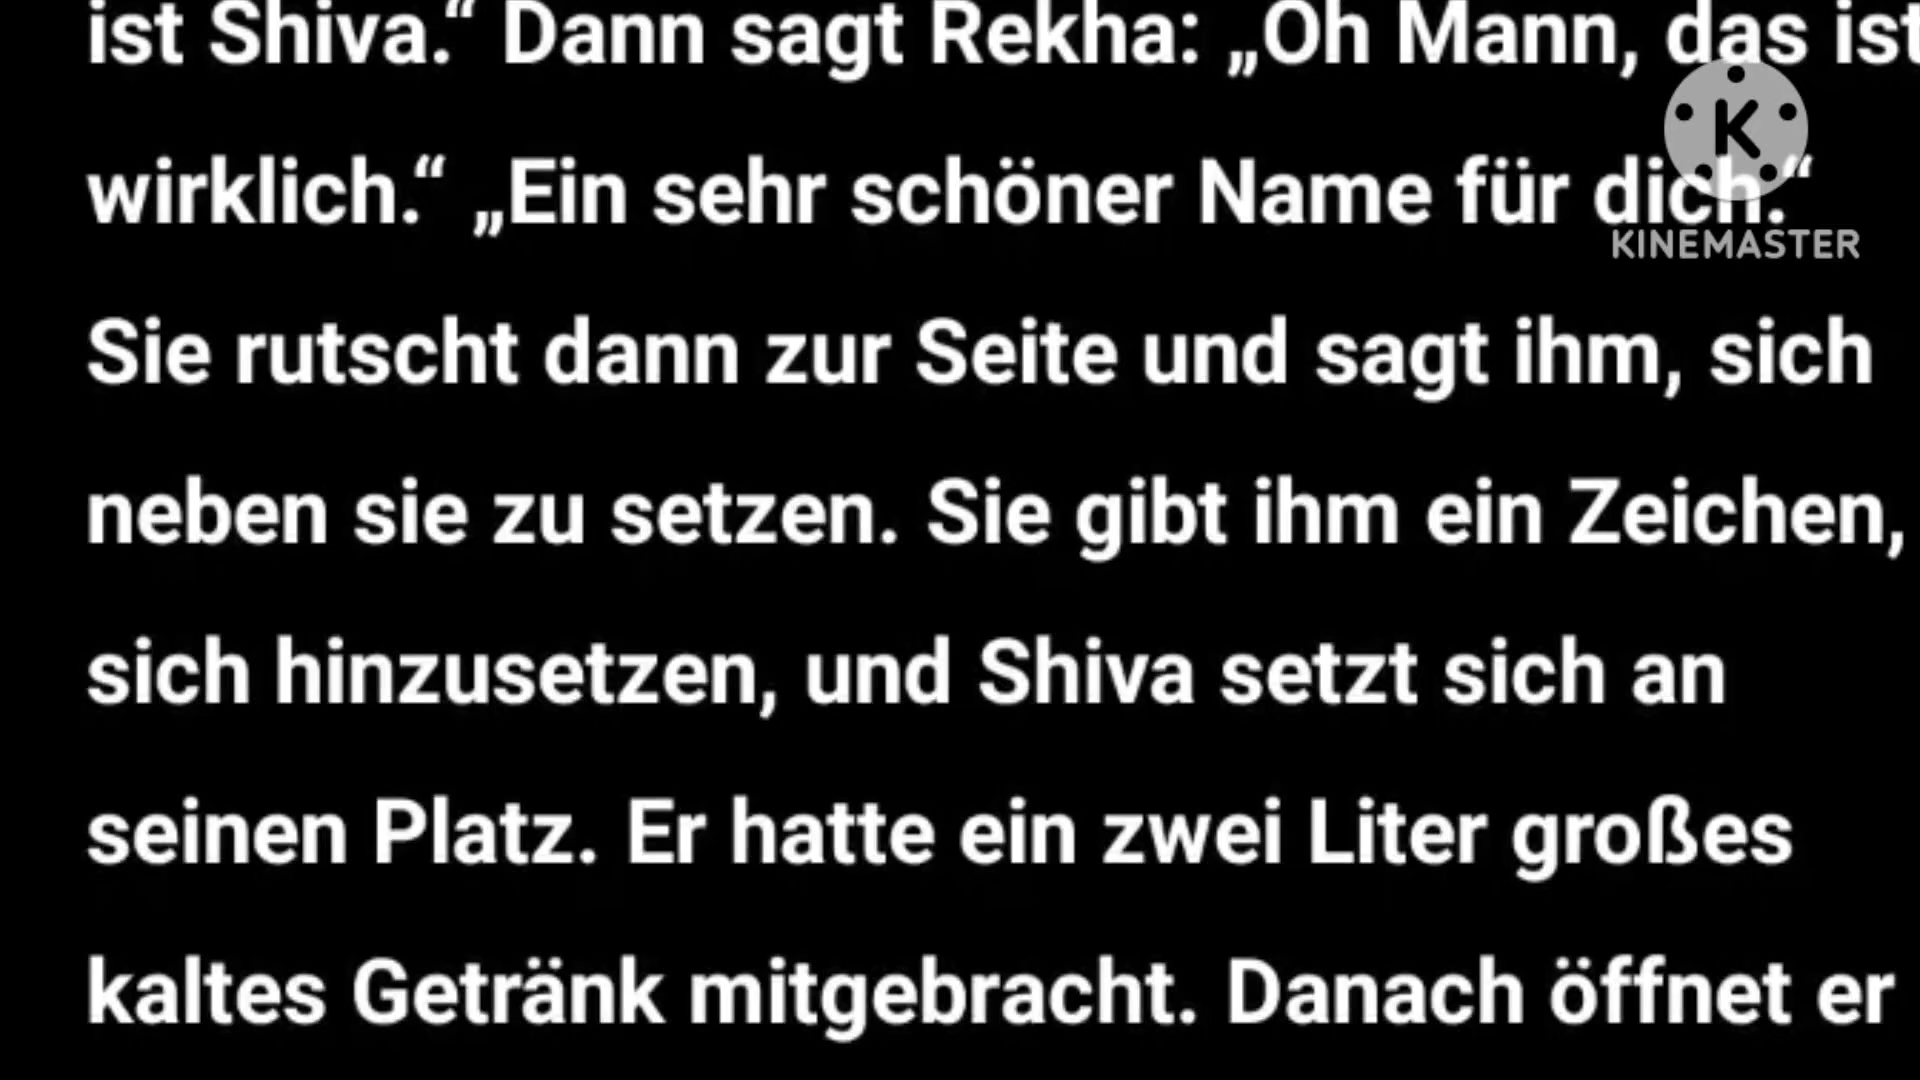 ist Shiva.“ Dann sagt Rekha: „Oh Mann, das ist
wirklich.“ „Ein sehr schöner Name für dich.“
KINEMASTER
Sie rutscht dann zur Seite und sagt ihm, sich
neben sie zu setzen. Sie gibt ihm ein Zeichen,
sich hinzusetzen, und Shiva setzt sich an
seinen Platz. Er hatte ein zwei Liter großes
kaltes Getränk mitgebracht. Danach öffnet er